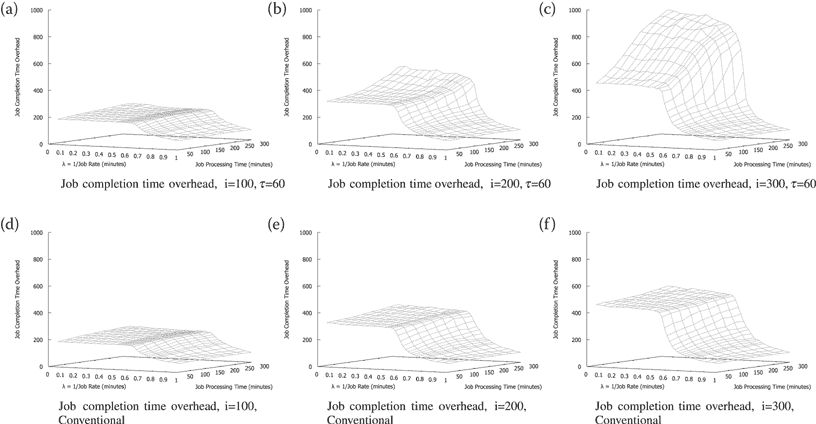 (a)
1000
800
600
400
200
0
Job Completion Time Overhead
0 0.1 0.2 0.3 0.4 0.5 0.6 0.7 0.8 0.9 1
λ = 1/Job Rate (minutes)
50 100 150 200 250 300
Job Processing Time (minutes)
Job completion time overhead, i=100, τ=60
(b)
1000
800
600
400
200
0
Job Completion Time Overhead
0 0.1 0.2 0.3 0.4 0.5 0.6 0.7 0.8 0.9 1
λ = 1/Job Rate (minutes)
50 100 150 200 250 300
Job Processing Time (minutes)
Job completion time overhead, i=200, τ=60
(c)
1000
800
600
400
200
0
Job Completion Time Overhead
0 0.1 0.2 0.3 0.4 0.5 0.6 0.7 0.8 0.9 1
λ = 1/Job Rate (minutes)
50 100 150 200 250 300
Job Processing Time (minutes)
Job completion time overhead, i=300, τ=60
(d)
1000
800
600
400
200
0
Job Completion Time Overhead
0 0.1 0.2 0.3 0.4 0.5 0.6 0.7 0.8 0.9 1
λ = 1/Job Rate (minutes)
50 100 150 200 250 300
Job Processing Time (minutes)
Job completion time overhead, i=100,
Conventional
(e)
1000
800
600
400
200
0
Job Completion Time Overhead
0 0.1 0.2 0.3 0.4 0.5 0.6 0.7 0.8 0.9 1
λ = 1/Job Rate (minutes)
50 100 150 200 250 300
Job Processing Time (minutes)
Job completion time overhead, i=200,
Conventional
(f)
1000
800
600
400
200
0
Job Completion Time Overhead
0 0.1 0.2 0.3 0.4 0.5 0.6 0.7 0.8 0.9 1
λ = 1/Job Rate (minutes)
50 100 150 200 250 300
Job Processing Time (minutes)
Job completion time overhead, i=300,
Conventional